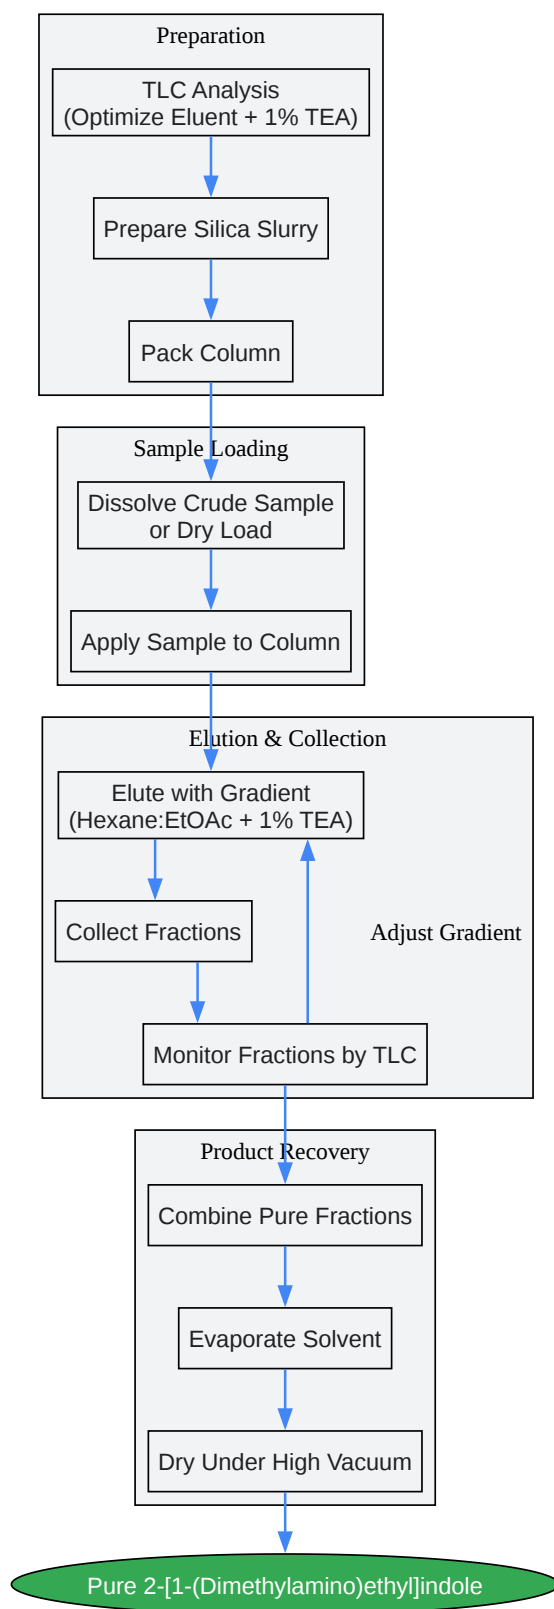 Preparation
TLC Analysis
(Optimize Eluent + 1% TEA)
Prepare Silica Slurry
Pack Column
Sample Loading
Dissolve Crude Sample
or Dry Load
Apply Sample to Column
Elution & Collection
Elute with Gradient
(Hexane:EtOAc + 1% TEA)
Collect Fractions
Adjust Gradient
Monitor Fractions by TLC
Product Recovery
Combine Pure Fractions
Evaporate Solvent
Dry Under High Vacuum
Pure 2-[1-(Dimethylamino)ethyl]indole